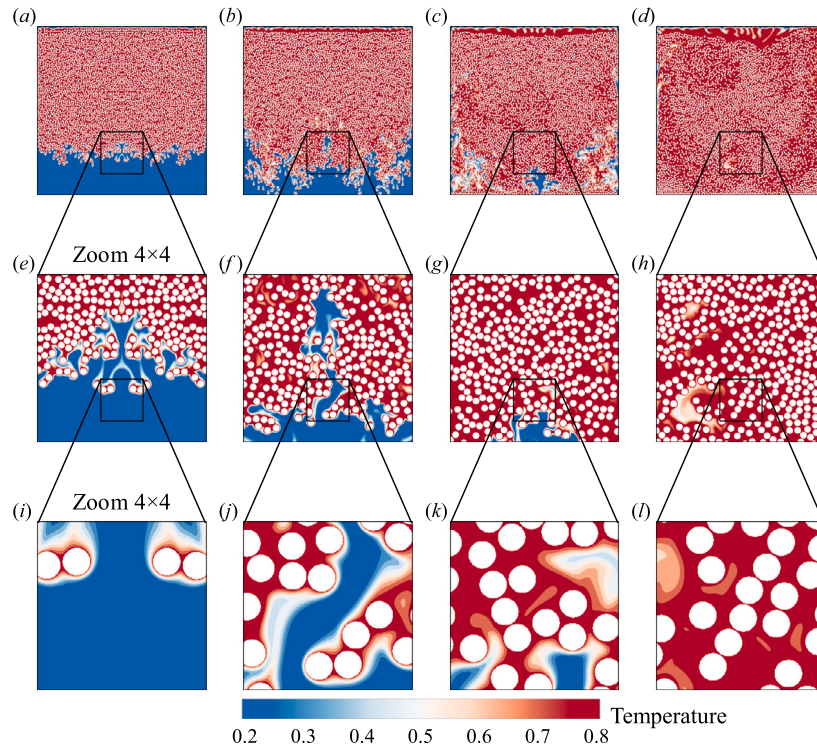 (a) (b) (c) (d)
Zoom 4×4
(e) (f) (g) (h)
Zoom 4×4
(i) (j) (k) (l)
Temperature
0.2 0.3 0.4 0.5 0.6 0.7 0.8